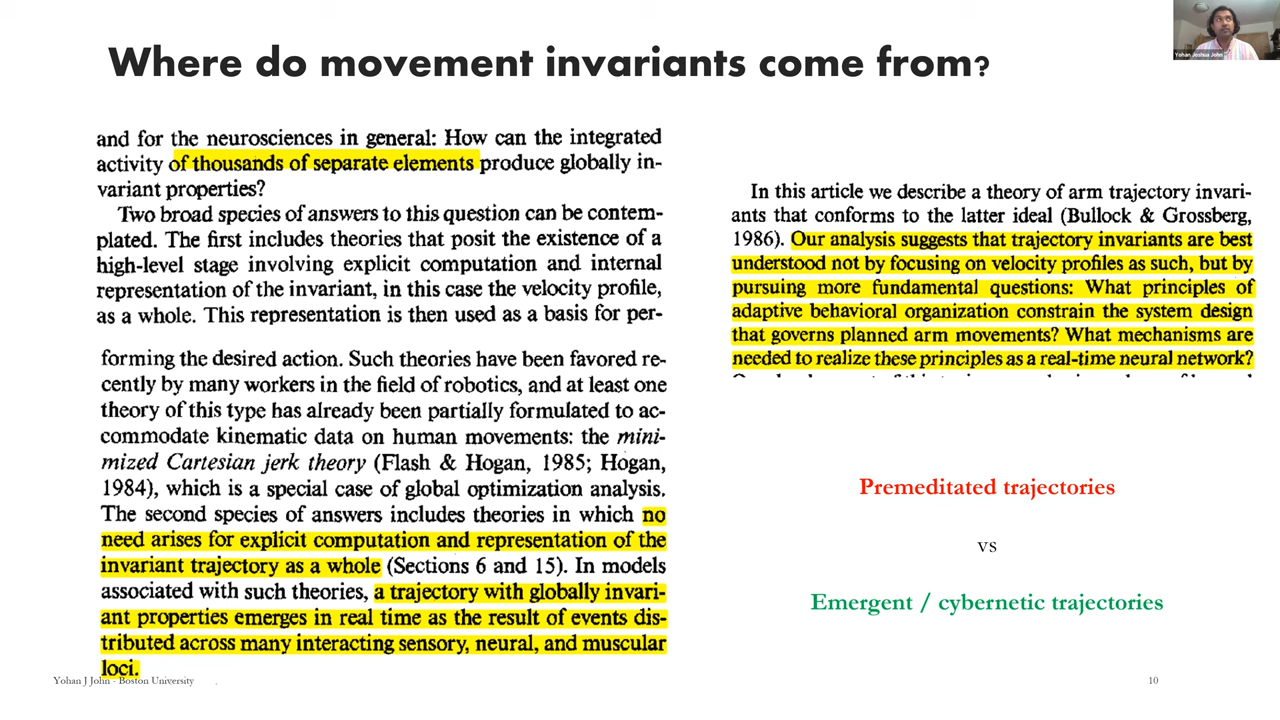 Where do movement invariants come from?
Yohan Joshua John
and for the neurosciences in general: How can the integrated
activity of thousands of separate elements produce globally in-
variant properties?
Two broad species of answers to this question can be contem-
plated. The first includes theories that posit the existence of a
high-level stage involving explicit computation and internal
representation of the invariant, in this case the velocity profile,
as a whole. This representation is then used as a basis for per-
forming the desired action. Such theories have been favored re-
cently by many workers in the field of robotics, and at least one
theory of this type has already been partially formulated to ac-
commodate kinematic data on human movements: the mini-
mized Cartesian jerk theory (Flash & Hogan, 1985; Hogan,
1984), which is a special case of global optimization analysis.
The second species of answers includes theories in which no
need arises for explicit computation and representation of the
invariant trajectory as a whole (Sections 6 and 15). In models
associated with such theories, a trajectory with globally invari-
ant properties emerges in real time as the result of events dis-
tributed across many interacting sensory, neural, and muscular
loci.
In this article we describe a theory of arm trajectory invari-
ants that conforms to the latter ideal (Bullock & Grossberg,
1986). Our analysis suggests that trajectory invariants are best
understood not by focusing on velocity profiles as such, but by
pursuing more fundamental questions: What principles of
adaptive behavioral organization constrain the system design
that governs planned arm movements? What mechanisms are
needed to realize these principles as a real-time neural network?
Premeditated trajectories
vs
Emergent / cybernetic trajectories
Yohan J John - Boston University
10